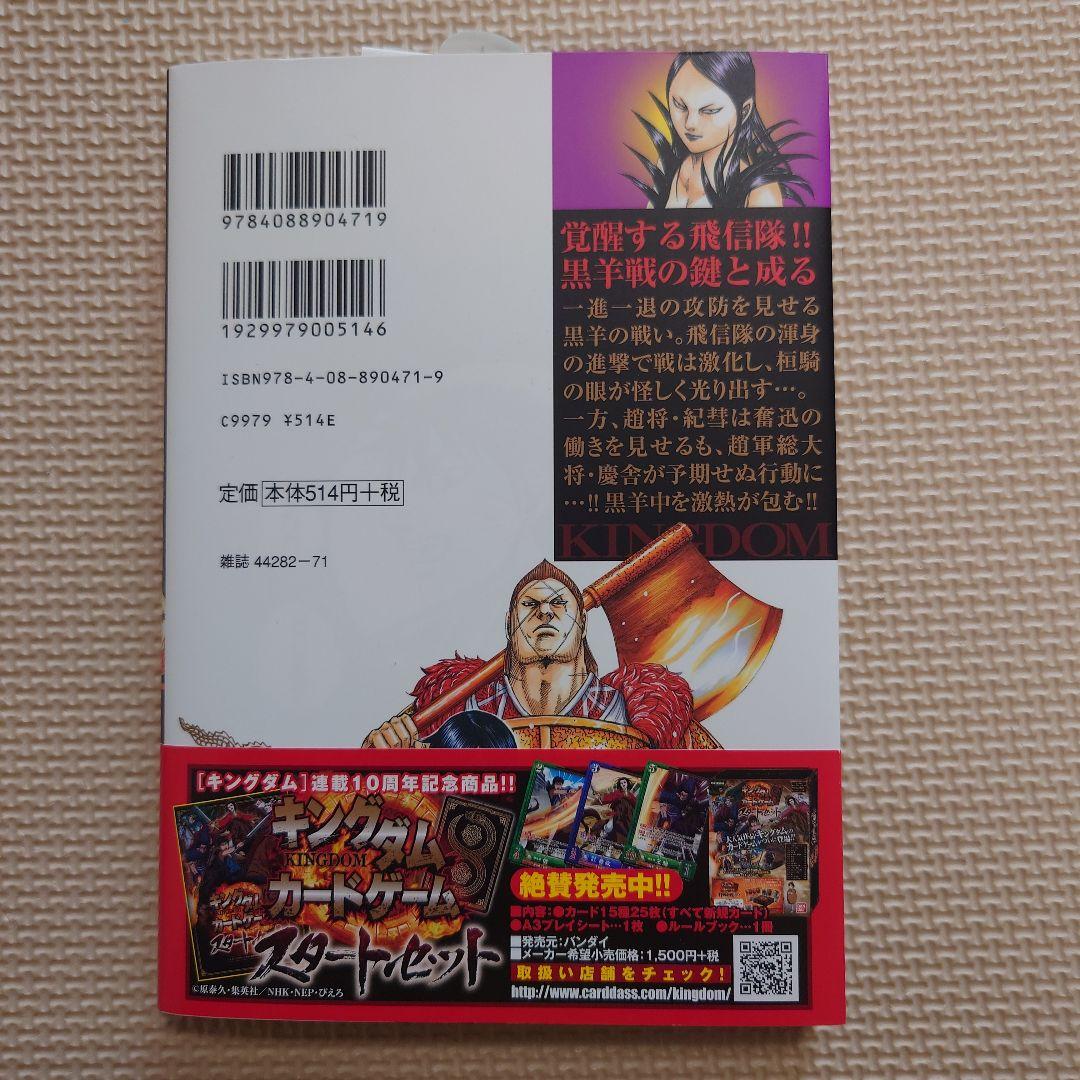 9784088904719
1929979005146
ISBN978-4-08-890471-9
C9979 ¥514E
定価 本体514円+税
雑誌 44282-71
覚醒する飛信隊!!
黒羊戦の鍵と成る
一進一退の攻防を見せる
黒羊の戦い。飛信隊の渾身
の進撃で戦は激化し、桓騎
の眼が怪しく光り出す…。
一方、趙将・紀彗は奮迅の
働きを見せるも、趙軍総大
将・慶舎が予期せぬ行動に
…!! 黒羊中を激熱が包む!!
KINGDOM
[キングダム]連載10周年記念商品!!
キングダム
KINGDOM
カードゲーム
スタートセット
©原泰久・集英社/NHK・NEP・ぴえろ
絶賛発売中!!
■内容:●カード15種25枚(すべて新規カード)
●A3プレイシート…1枚 ●ルールブック…1冊
■発売元:バンダイ
■メーカー希望小売価格:1,500円+税
取扱い店舗をチェック!
http://www.carddass.com/kingdom/